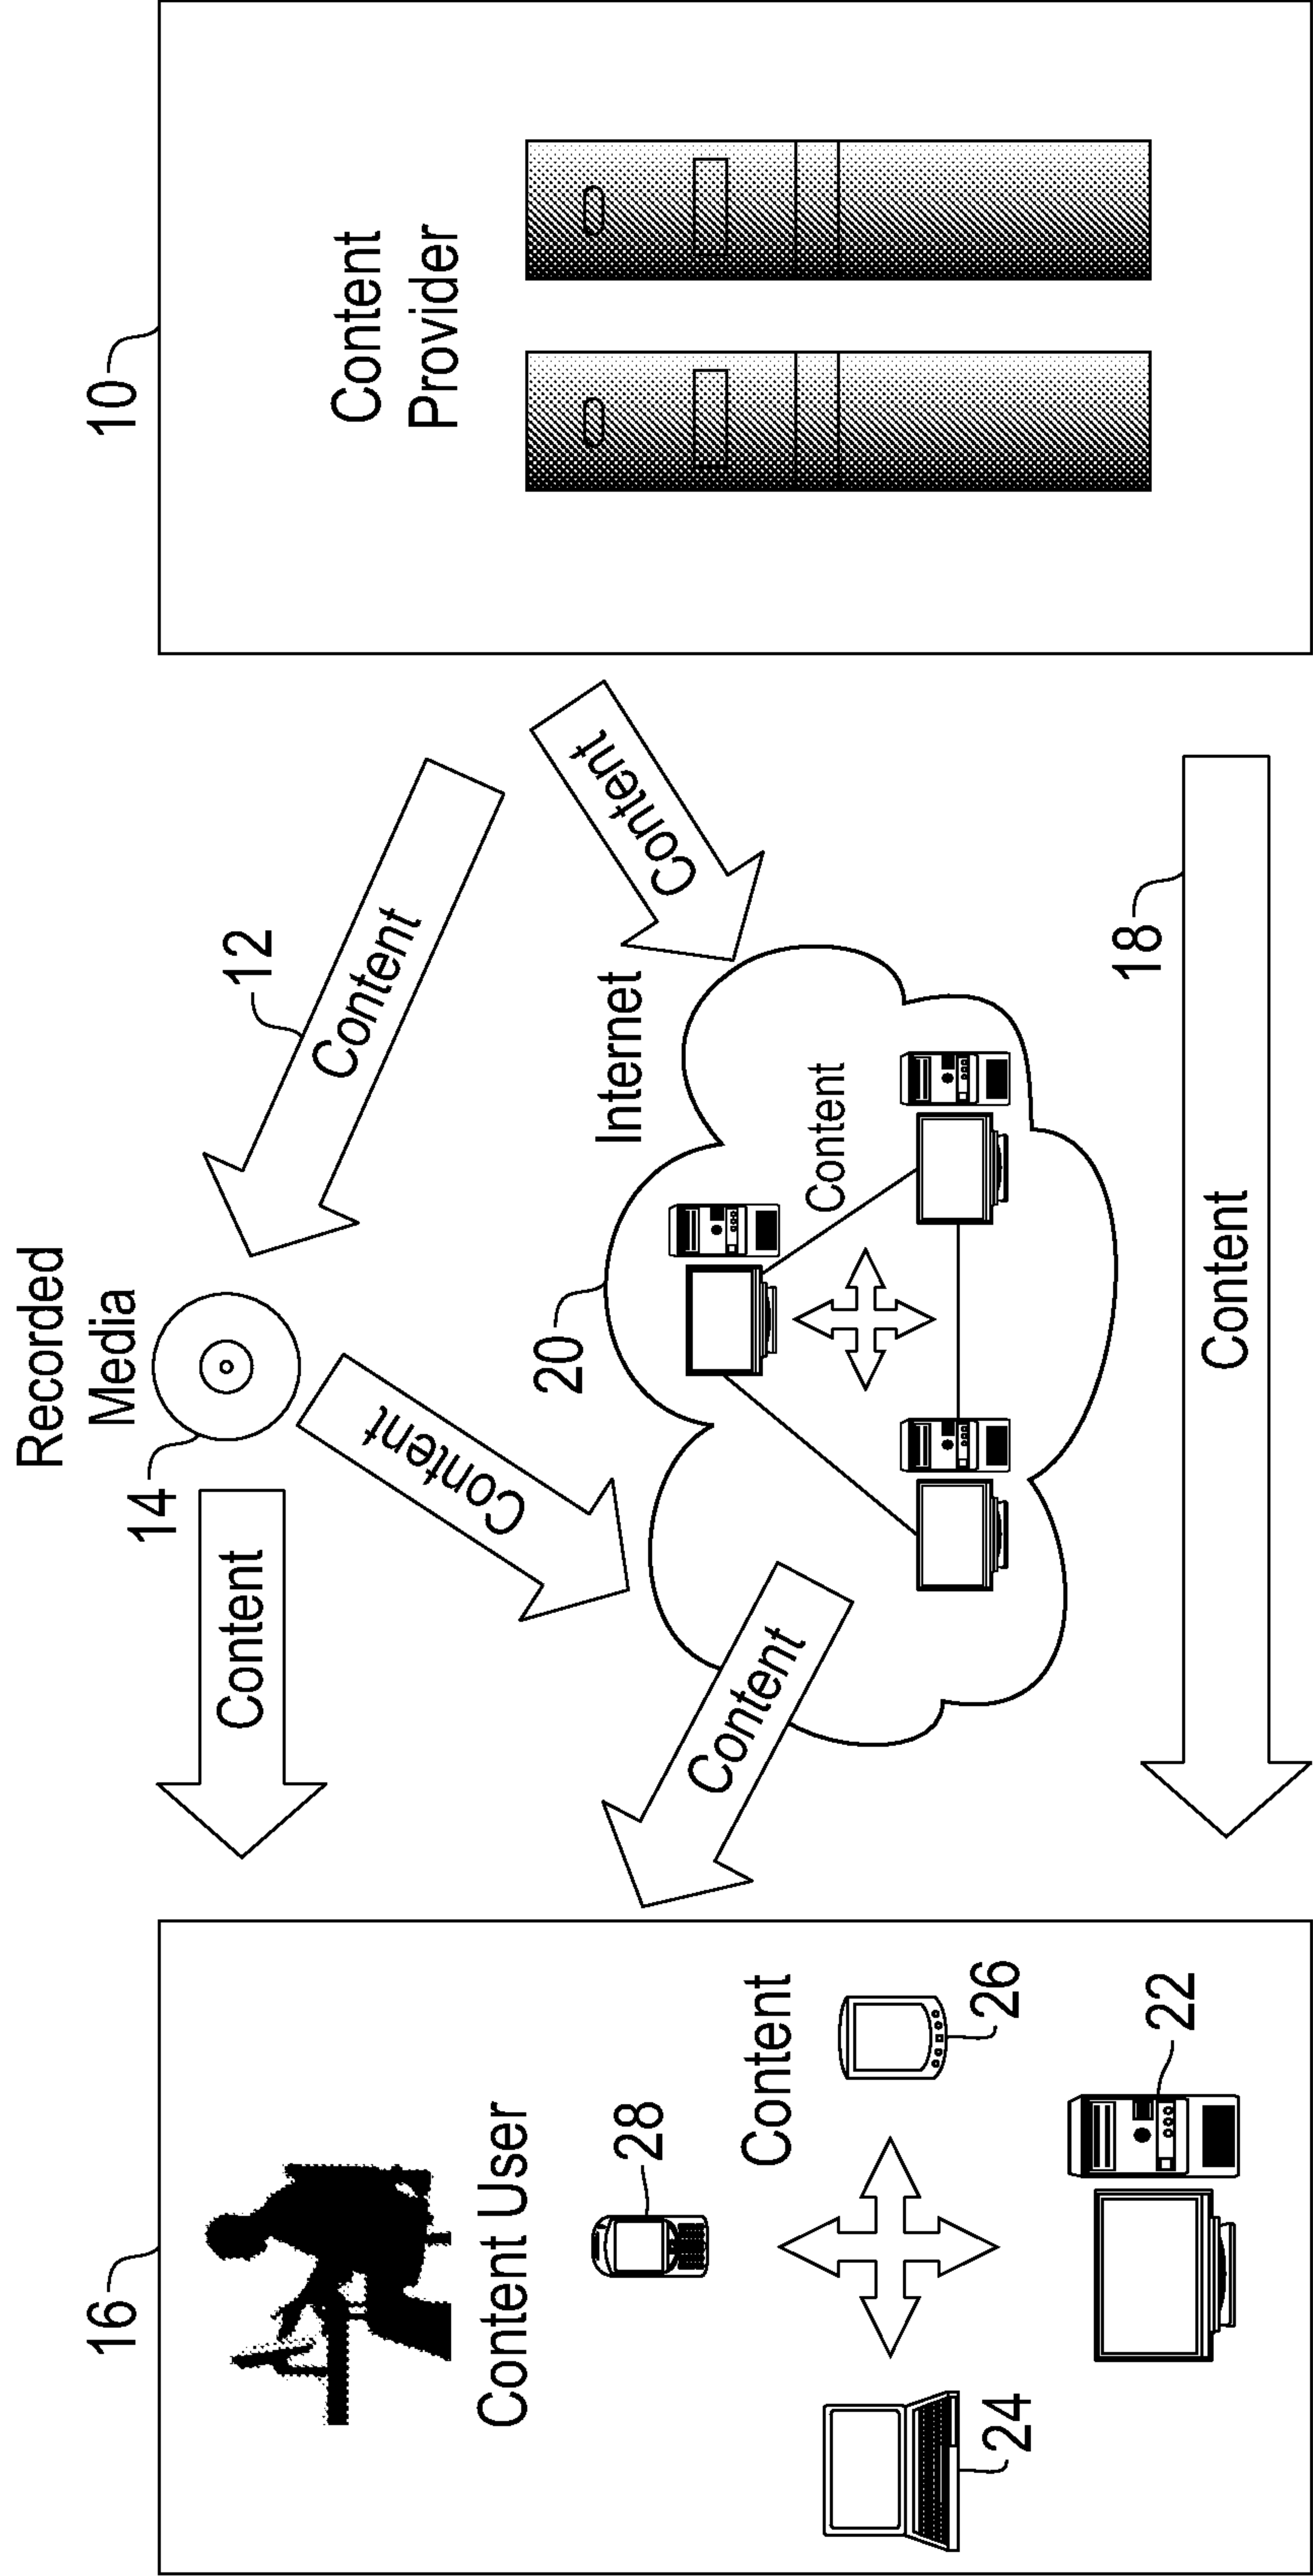 Recorded
Media
16
14
Content
12
Content
10
Content User
Content
Content
Provider
28
20
Internet
Content
Content
Content
Content
24
26
22
18
Content